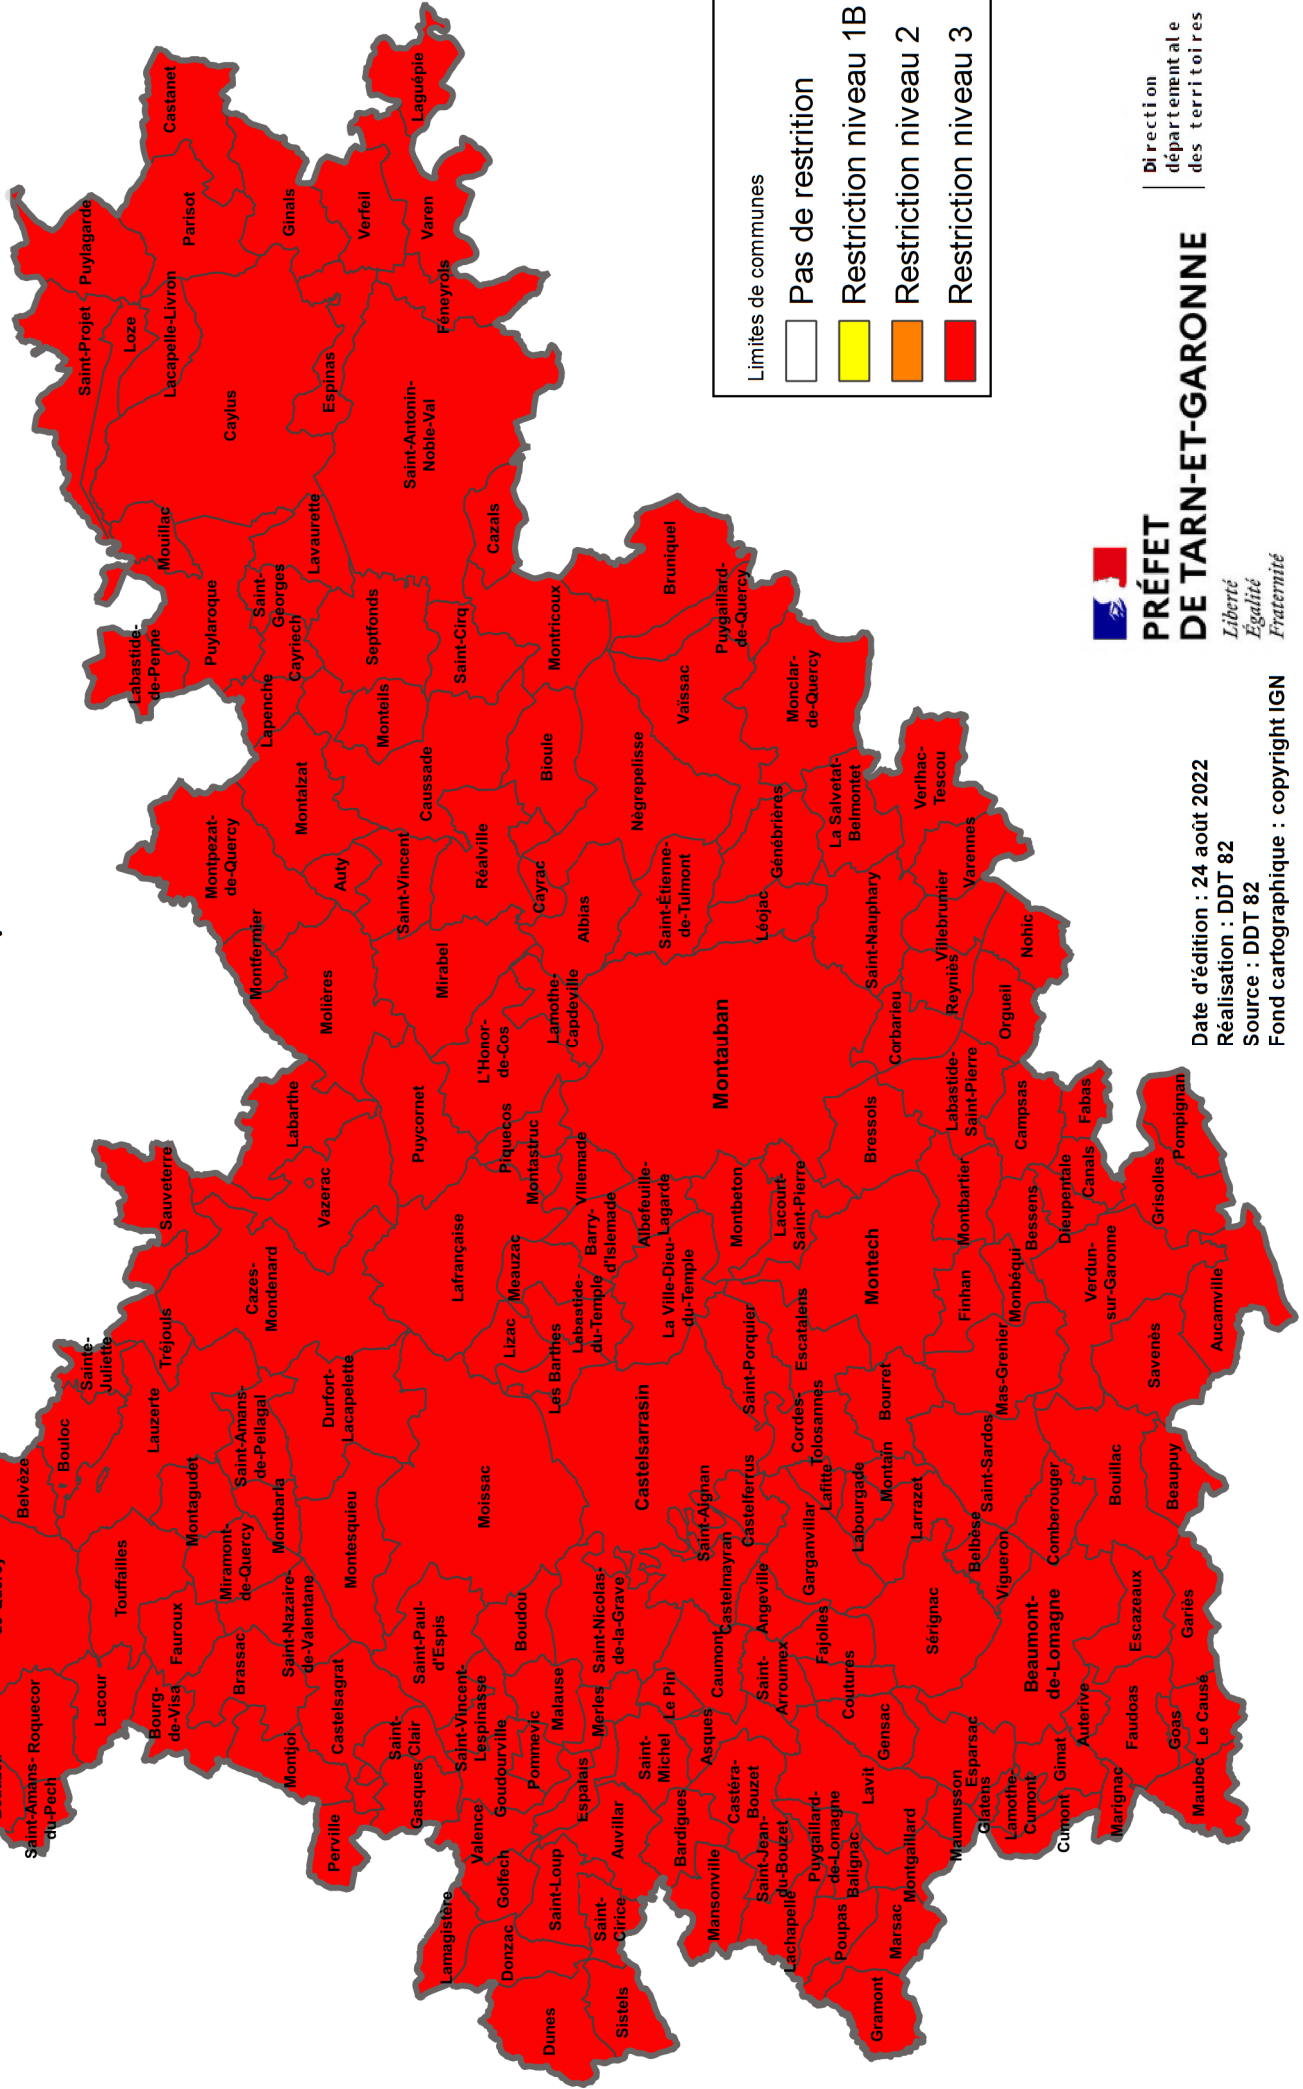 Belvèze
Saint-Amans-
du-Pech
Roquecor
Bouloc
Sainte-
Juliette
Saint-Projet
Puylagarde
Lacour
Touffailles
Loze
Labastide-
de-Penne
Bourg-
de-Visa
Fauroux
Lauzerte
Tréjouls
Sauveterre
Mouillac
Lacapelle-Livron
Castanet
Montagudet
Parisot
Brassac
Miramont-
de-Quercy
Saint-Amans-
de-Pellagal
Cazes-
Mondenard
Montpezat-
de-Quercy
Puylaroque
Caylus
Montjoi
Saint-Nazaire-
de-Valentane
Montbarla
Labarthe
Montfermier
Lapenche
Saint-
Georges
Cayriech
Ginals
Perville
Castelsagrat
Montesquieu
Durfort-
Lacapelette
Vazerac
Molières
Montalzat
Auty
Lavaurette
Espinas
Gasques
Saint-
Clair
Saint-Paul-
d'Espis
Puycornet
Saint-Vincent
Monteils
Septfonds
Verfeil
Lamagistère
Valence
Saint-Vincent-
Lespinasse
Lafrançaise
Mirabel
Caussade
Saint-Cirq
Saint-Antonin-
Noble-Val
Féneyrols
Varen
Laguépie
Golfech
Goudourville
Moissac
Piquecos
L'Honor-
de-Cos
Réalville
Cazals
Donzac
Pommevic
Boudou
Lizac
Meauzac
Montastruc
Cayrac
Bioule
Montricoux
Dunes
Saint-Loup
Espalais
Malause
Les Barthes
Labastide-
du-Temple
Barry-
d'Islemade
Villemade
Lamothe-
Capdeville
Albias
Sistels
Saint-
Cirice
Auvillar
Merles
Saint-Nicolas-
de-la-Grave
Castelsarrasin
La Ville-Dieu-
du-Temple
Albefeuille-
Lagarde
Nègrepelisse
Saint-
Michel
Le Pin
Saint-Étienne-
de-Tulmont
Vaïssac
Bruniquel
Mansonville
Bardigues
Asques
Caumont
Castelmayran
Saint-Aignan
Montbeton
Montauban
Puygaillard-
de-Quercy
Castéra-
Bouzet
Saint-
Arroumex
Angeville
Castelferrus
Saint-Porquier
Lacourt-
Saint-Pierre
Léojac
Génébrières
Monclar-
de-Quercy
Lachapelle
Saint-Jean-
du-Bouzet
Fajolles
Garganvillar
Cordes-
Tolosannes
Escatalens
Poupas
Balignac
Puygaillard-
de-Lomagne
Coutures
Lafitte
Labourgade
La Salvetat-
Belmontet
Gramont
Marsac
Montgaillard
Lavit
Gensac
Montaïn
Bourret
Montech
Bressols
Corbarieu
Saint-Nauphary
Larrazet
Sérignac
Maumusson
Esparsac
Belbèse
Saint-Sardos
Finhan
Montbartier
Labastide-
Saint-Pierre
Reyniès
Villebrumier
Varennes
Verlhac-
Tescou
Glatens
Lamothe-
Cumont
Vigueron
Mas-Grenier
Monbéqui
Bessens
Campsas
Orgueil
Nohic
Cumont
Gimat
Beaumont-
de-Lomagne
Comberouger
Dieupentale
Canals
Fabas
Marignac
Auterive
Faudoas
Escazeaux
Bouillac
Verdun-
sur-Garonne
Savenès
Grisolles
Pompignan
Maubec
Goas
Le Causé
Gariès
Beaupuy
Aucamville
Limites de communes
Pas de restrition
Restriction niveau 1B
Restriction niveau 2
Restriction niveau 3
PRÉFET
DE TARN-ET-GARONNE
Liberté
Égalité
Fraternité
Direction
départementale
des territoires
Date d'édition : 24 août 2022
Réalisation : DDT 82
Source : DDT 82
Fond cartographique : copyright IGN